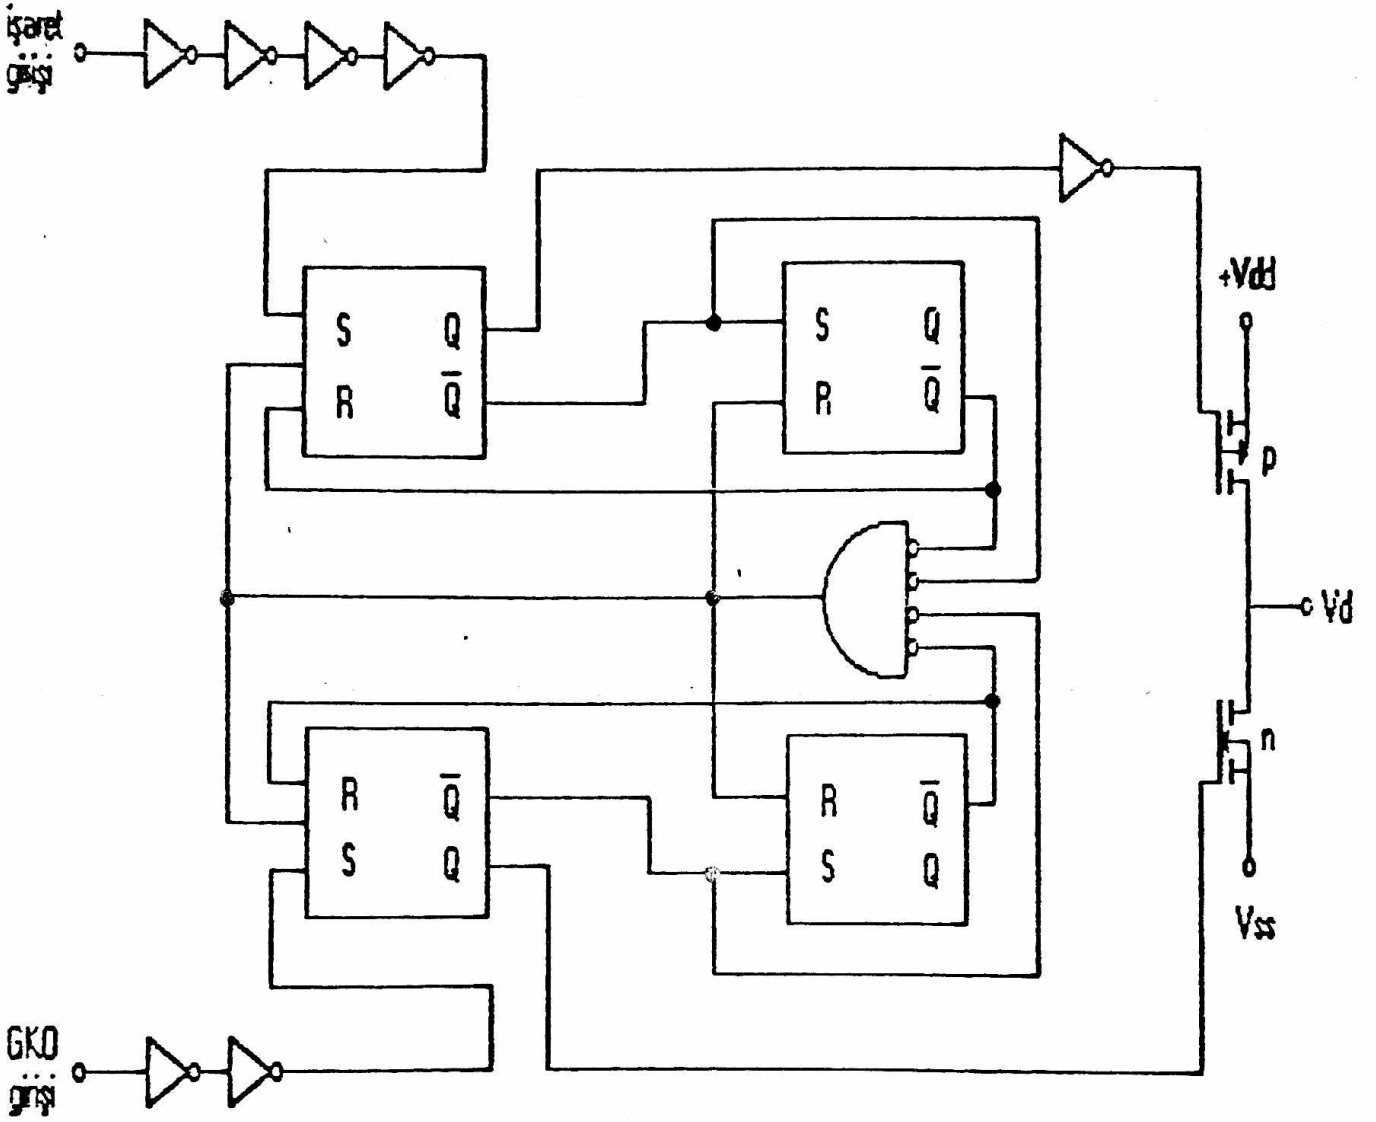 işaret
girişi
+Vdd
S Q
R Q̅
S Q
R Q̅
p
Vd
n
R Q̅
S Q
R Q̅
S Q
Vss
GKO
girişi